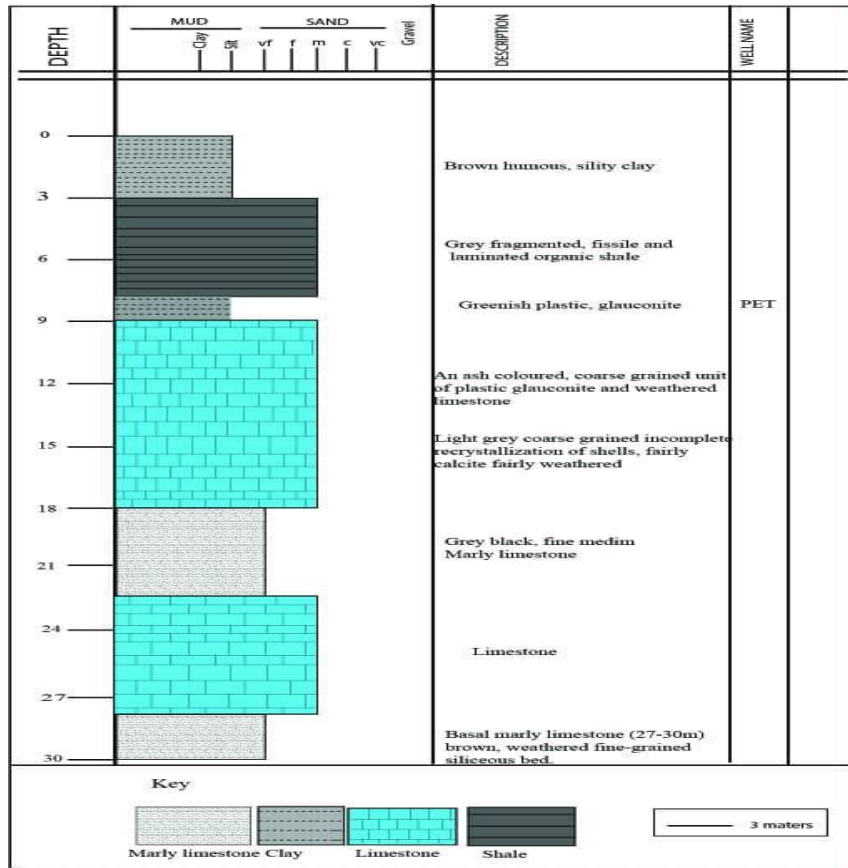 MUD SAND
DEPTH
Clay
Slt
vf f m c vc
Gravel
DESCRIPTION
WELL NAME
0
Brown humous, sility clay
3
Grey fragmented, fissile and
laminated organic shale
6
Greenish plastic, glauconite
PET
9
An ash coloured, coarse grained unit
of plastic glauconite and weathered
limestone
12
Light grey coarse grained incomplete
recrystallization of shells, fairly
calcite fairly weathered
15
18
Grey black, fine medim
Marly limestone
21
24
Limestone
27
Basal marly limestone (27-30m)
brown, weathered fine-grained
siliceous bed.
30
Key
Marly limestone Clay Limestone Shale
3 maters